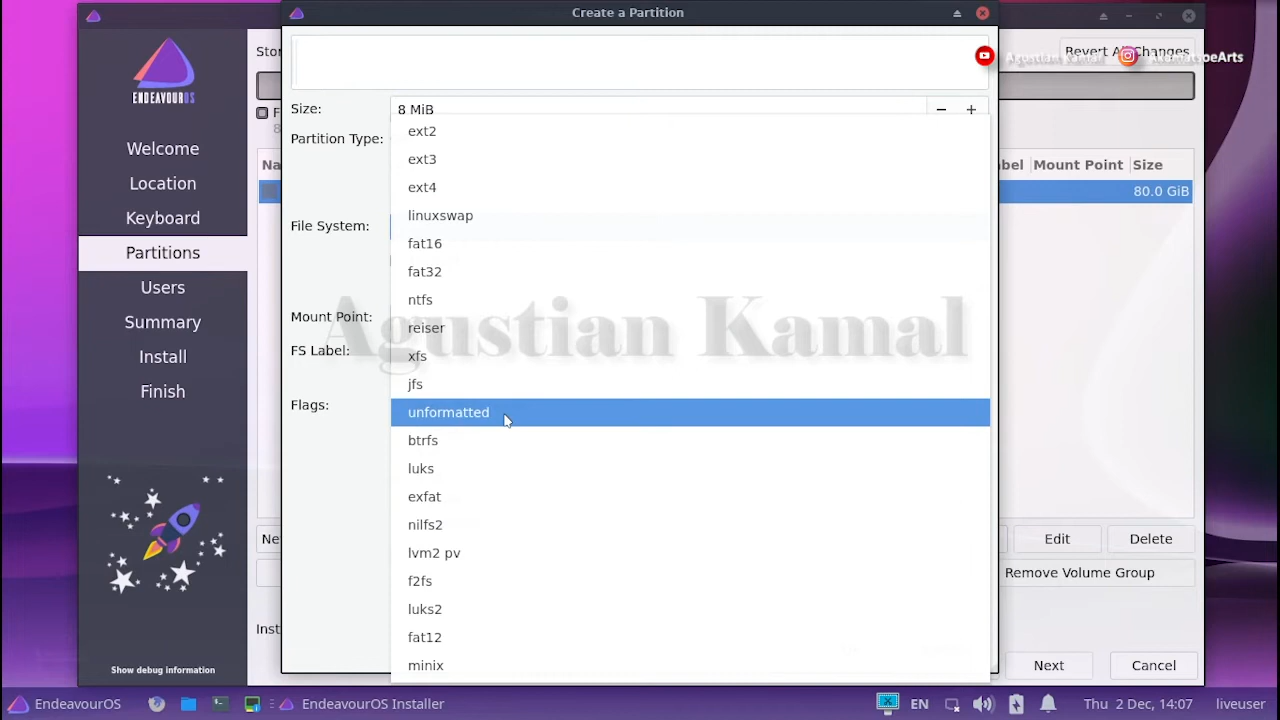 Create a Partition
ENDEAVOUROS
Welcome
Location
Keyboard
Partitions
Users
Summary
Install
Finish
Show debug information
Revert All Changes
Agustian Kamal
AkamatsoeArts
Size:
8 MiB
Partition Type:
File System:
Mount Point:
FS Label:
Flags:
ext2
ext3
ext4
linuxswap
fat16
fat32
ntfs
reiser
xfs
jfs
unformatted
btrfs
luks
exfat
nilfs2
lvm2 pv
f2fs
luks2
fat12
minix
Agustian Kamal
Mount Point
Size
80.0 GiB
Edit
Delete
Remove Volume Group
Next
Cancel
EndeavourOS
EndeavourOS Installer
EN
Thu 2 Dec, 14:07
liveuser